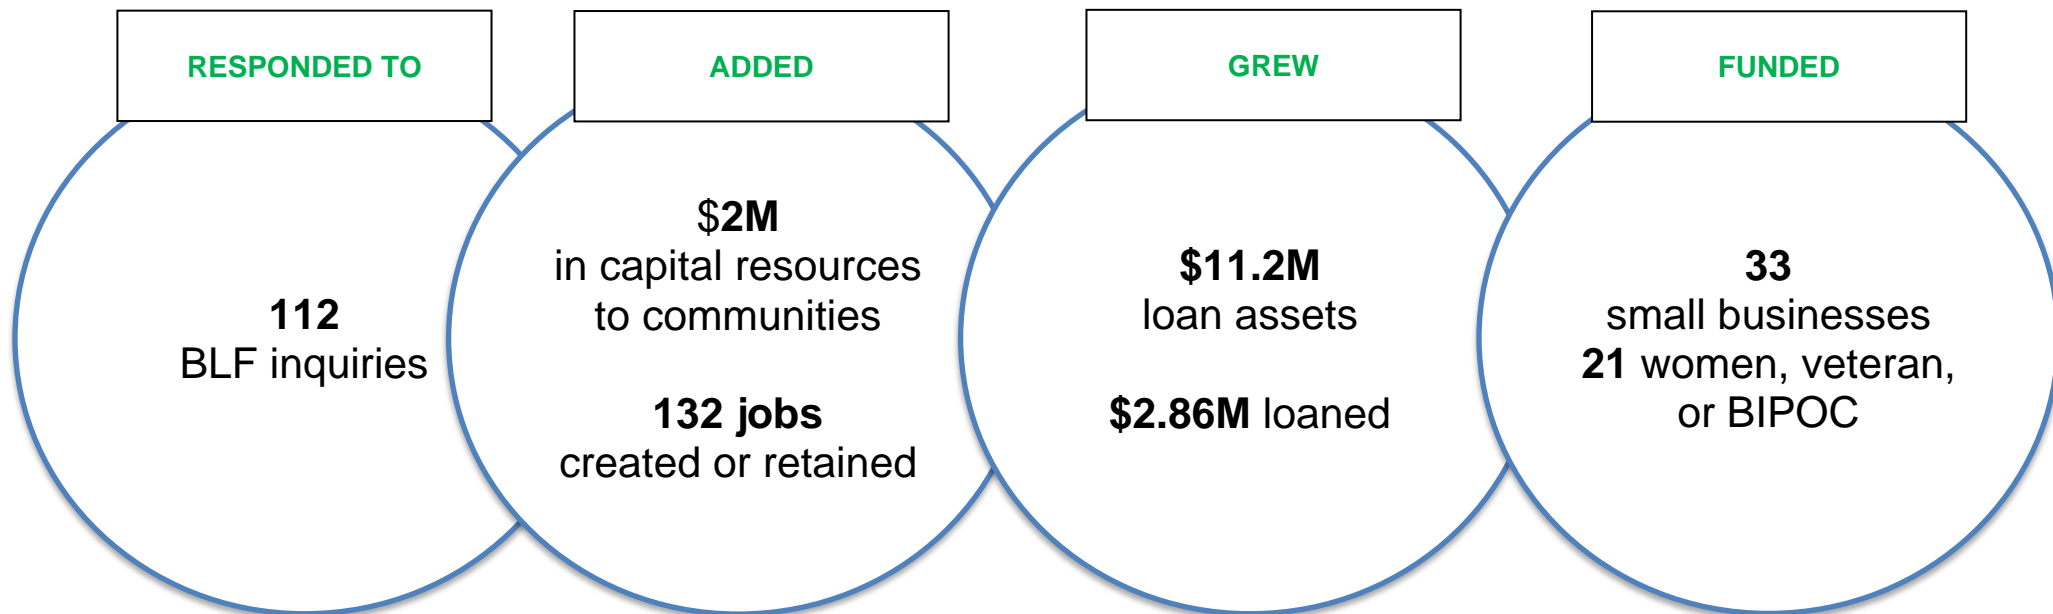 RESPONDED TO
112
BLF inquiries
ADDED
$2M
in capital resources
to communities
132 jobs
created or retained
GREW
$11.2M
loan assets
$2.86M loaned
FUNDED
33
small businesses
21 women, veteran,
or BIPOC